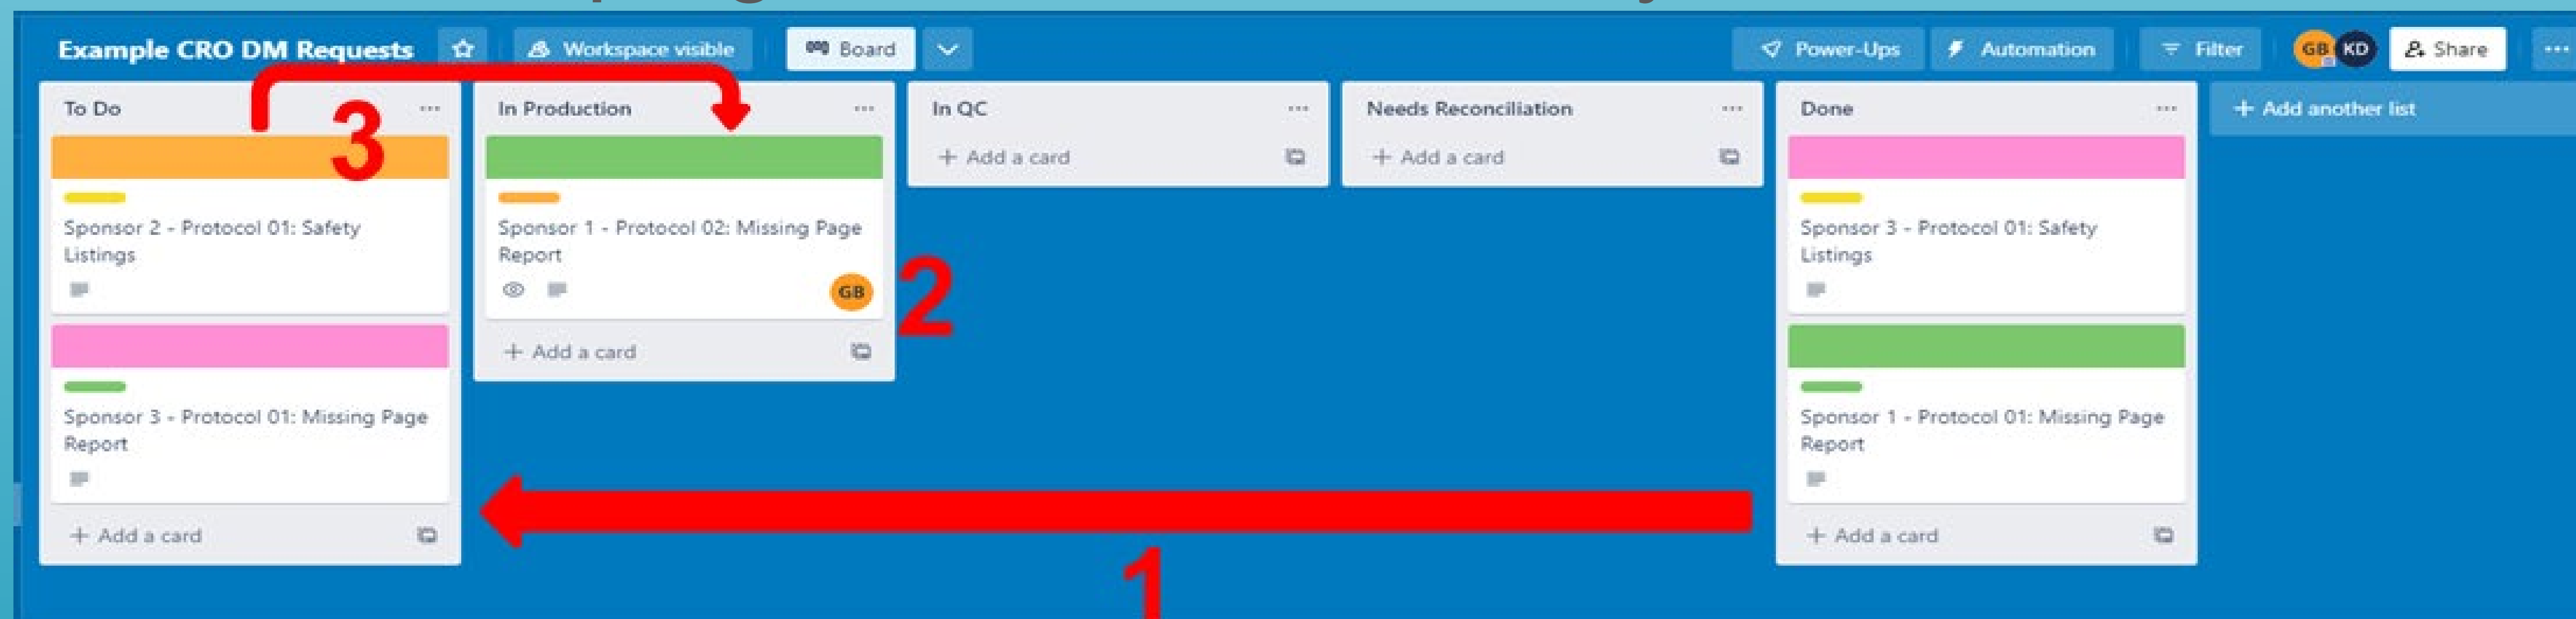 Example CRO DM Requests
Workspace visible
Board
Power-Ups
Automation
Filter
GB
KD
Share
To Do
3
Sponsor 2 - Protocol 01: Safety
Listings
Sponsor 3 - Protocol 01: Missing Page
Report
+ Add a card
In Production
Sponsor 1 - Protocol 02: Missing Page
Report
GB
2
+ Add a card
In QC
+ Add a card
Needs Reconciliation
+ Add a card
1
Done
Sponsor 3 - Protocol 01: Safety
Listings
Sponsor 1 - Protocol 01: Missing Page
Report
+ Add a card
+ Add another list